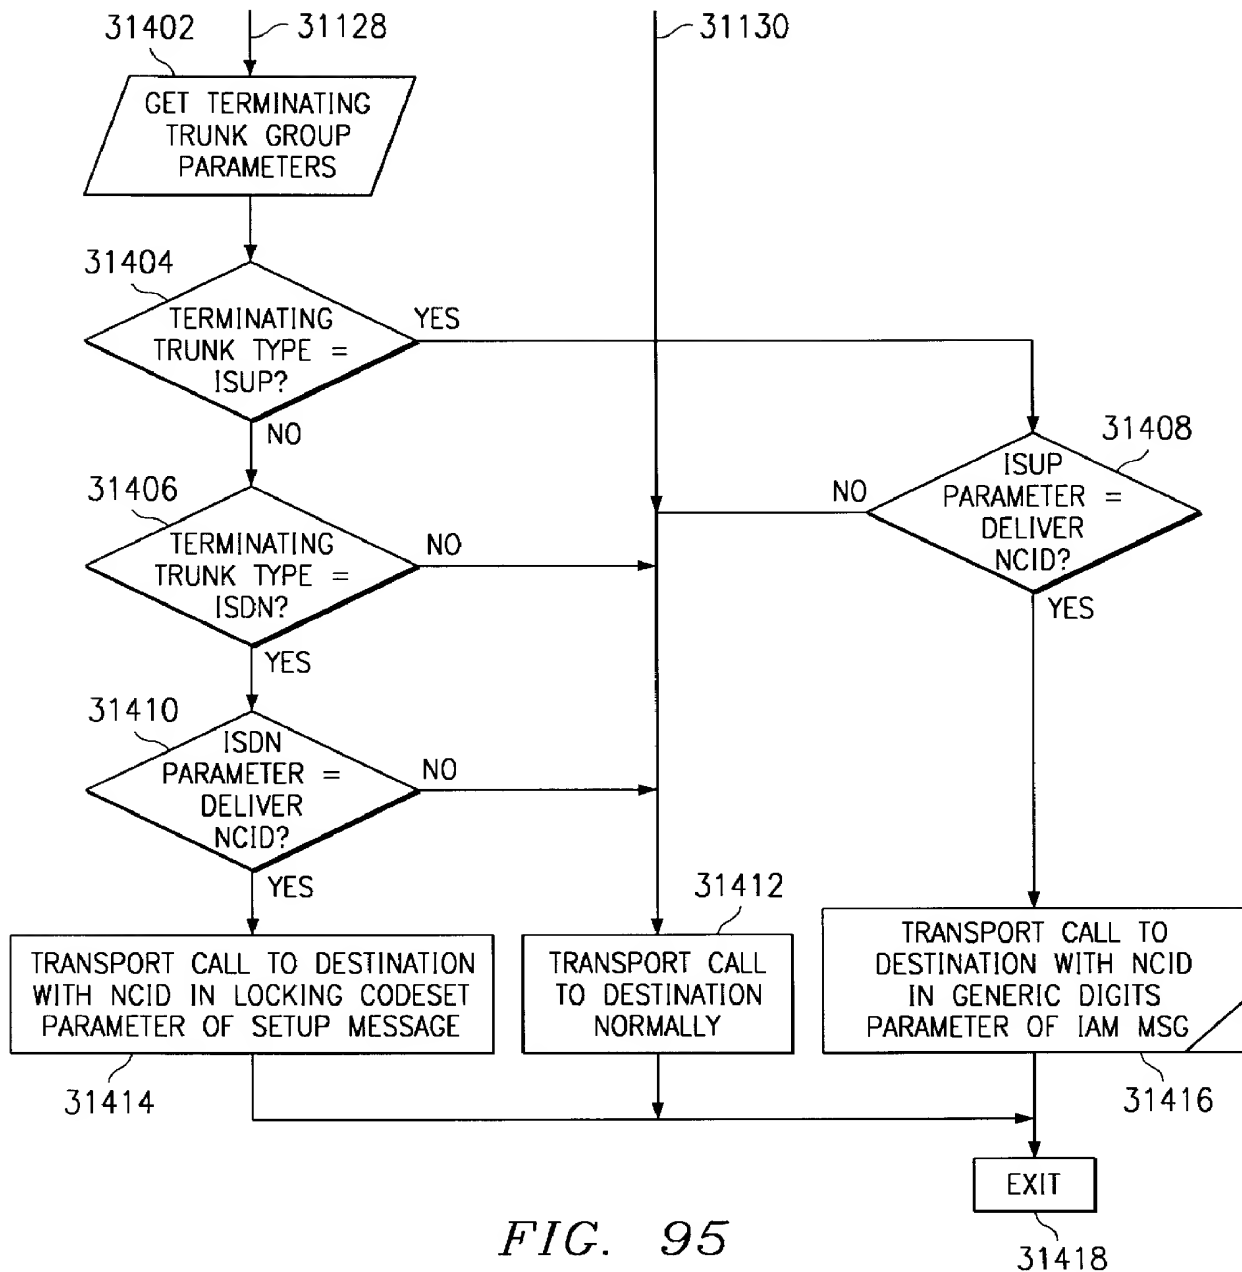 31402
31128
31130
GET TERMINATING
TRUNK GROUP
PARAMETERS
31404
TERMINATING
TRUNK TYPE =
ISUP?
YES
NO
31408
ISUP
PARAMETER =
DELIVER
NCID?
NO
YES
31406
TERMINATING
TRUNK TYPE =
ISDN?
NO
YES
31410
ISDN
PARAMETER =
DELIVER
NCID?
NO
YES
31414
TRANSPORT CALL TO DESTINATION
WITH NCID IN LOCKING CODESET
PARAMETER OF SETUP MESSAGE
31412
TRANSPORT CALL
TO DESTINATION
NORMALLY
TRANSPORT CALL TO
DESTINATION WITH NCID
IN GENERIC DIGITS
PARAMETER OF IAM MSG
31416
EXIT
31418
FIG. 95